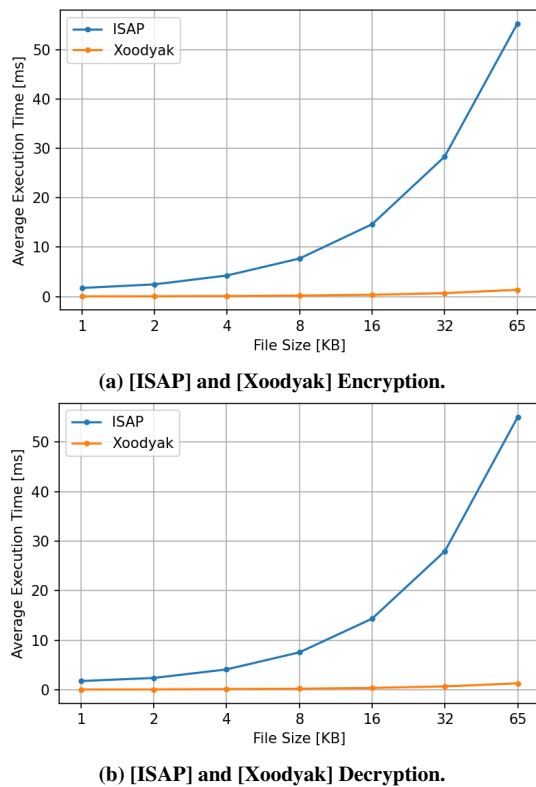 ISAP
Xoodyak
Average Execution Time [ms]
50
40
30
20
10
0
1 2 4 8 16 32 65
File Size [KB]
(a) [ISAP] and [Xoodyak] Encryption.
ISAP
Xoodyak
Average Execution Time [ms]
50
40
30
20
10
0
1 2 4 8 16 32 65
File Size [KB]
(b) [ISAP] and [Xoodyak] Decryption.